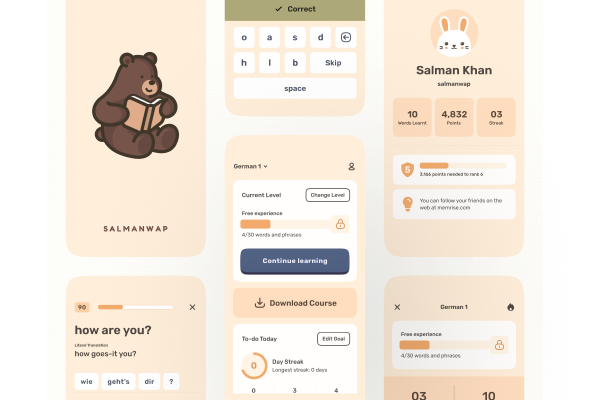 SALMANWAP
90
how are you?
Literal Translation
how goes-it you?
wie geht's dir ?
Correct
o a s d
h l b Skip
space
German 1
Current Level
Change Level
Free experience
4/30 words and phrases
Continue learning
Download Course
To-do Today
Edit Goal
0
Day Streak
Longest streak: 0 days
0 3 4
Salman Khan
salmanwap
10 4,832 03
Words Learnt Points Streak
5
3,166 points needed to rank 6
You can follow your friends on the
web at memrise.com
German 1
Free experience
4/30 words and phrases
03 10